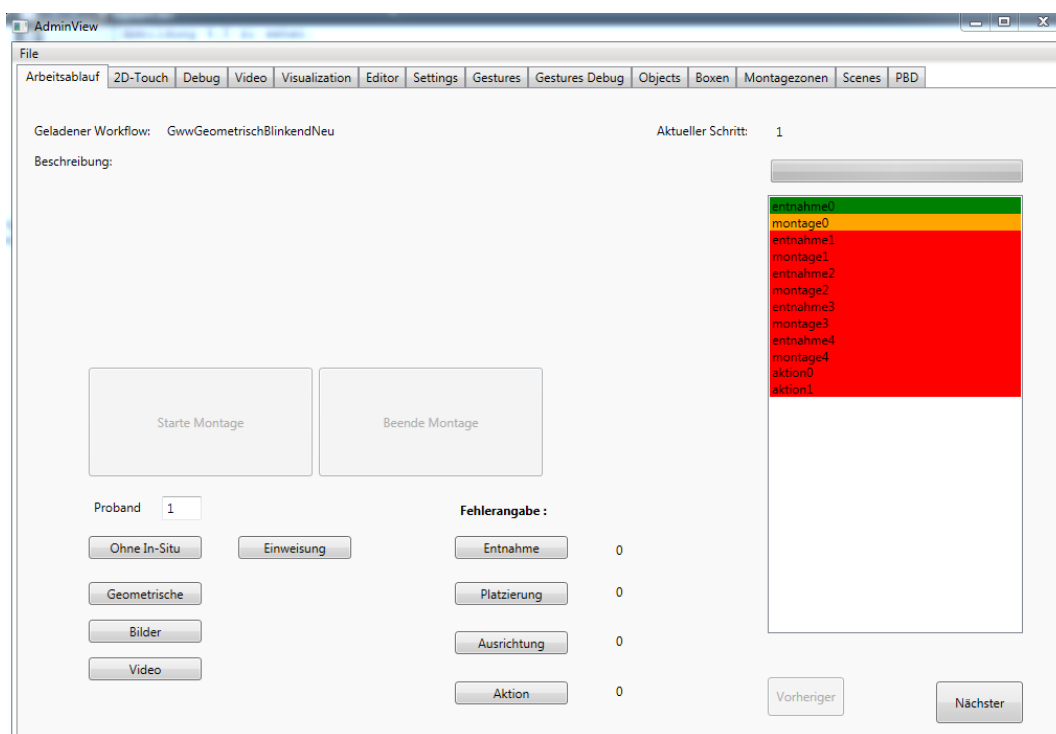 AdminView
File
Arbeitsablauf 2D-Touch Debug Video Visualization Editor Settings Gestures Gestures Debug Objects Boxen Montagezonen Scenes PBD
Geladener Workflow: GwwGeometrischBlinkendNeu Aktueller Schritt: 1
Beschreibung:
entnahme0
montage0
entnahme1
montage1
entnahme2
montage2
entnahme3
montage3
entnahme4
montage4
aktion0
aktion1
Starte Montage Beende Montage
Proband 1 Fehlerangabe :
Ohne In-Situ Einweisung Entnahme 0
Geometrische Platzierung 0
Bilder Ausrichtung 0
Video Aktion 0
Vorheriger Nächster